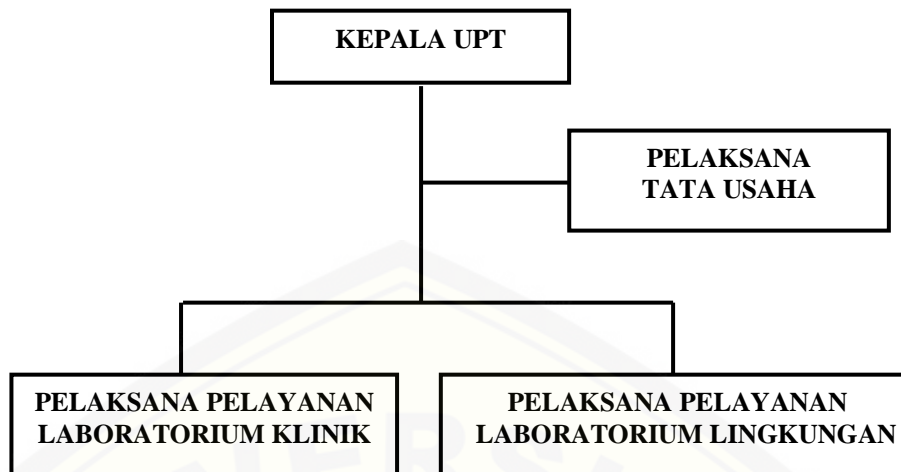 KEPALA UPT
PELAKSANA
TATA USAHA
PELAKSANA PELAYANAN
LABORATORIUM KLINIK
PELAKSANA PELAYANAN
LABORATORIUM LINGKUNGAN